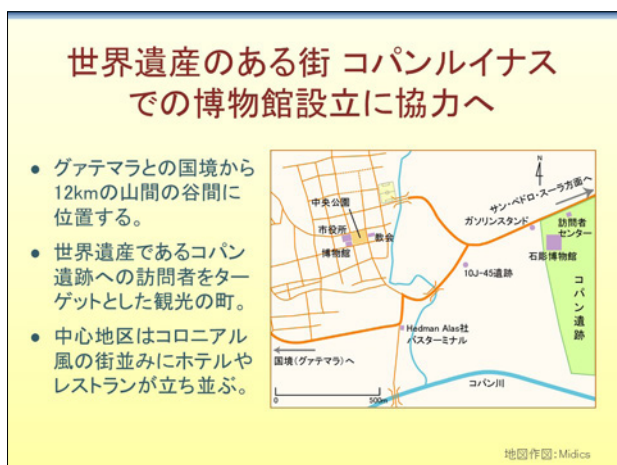 世界遺産のある街 コパンルイナス
での博物館設立に協力へ
● グァテマラとの国境から
12kmの山間の谷間に
位置する。
● 世界遺産であるコパン
遺跡への訪問者をター
ゲットとした観光の町。
● 中心地区はコロニアル
風の街並みにホテルや
レストランが立ち並ぶ。
N
サン・ペドロ・スーラ方面へ
中央公園
ガソリンスタンド
訪問者
センター
市役所
教会
博物館
石彫博物館
10J-45遺跡
コパン遺跡
Hedman Alas社
バスターミナル
国境(グァテマラ)へ
コパン川
0
500m
地図作図:Midics